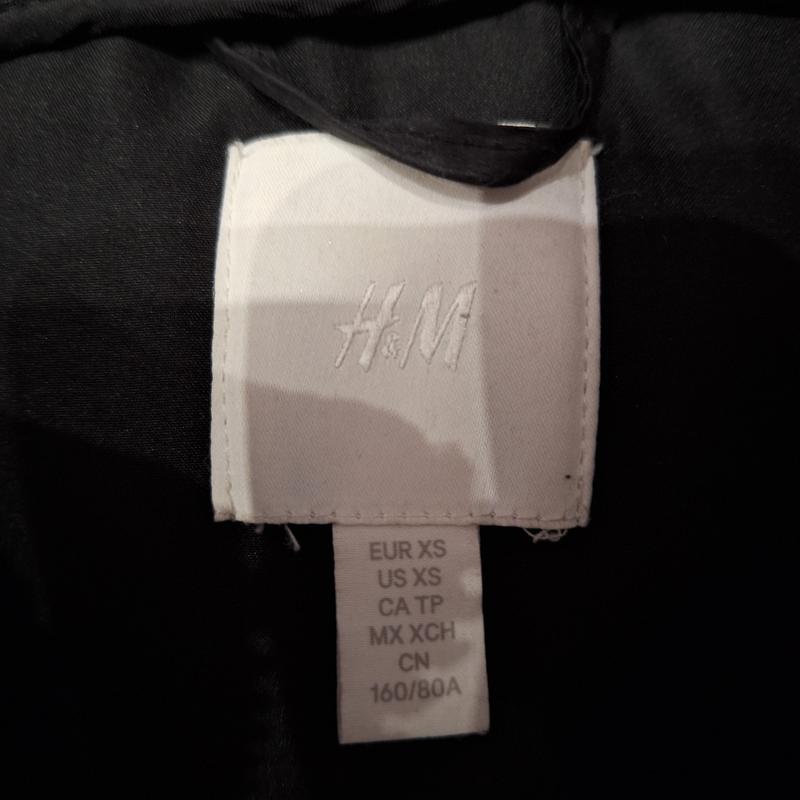 H&M
EUR XS
US XS
CA TP
MX XCH
CN
160/80A